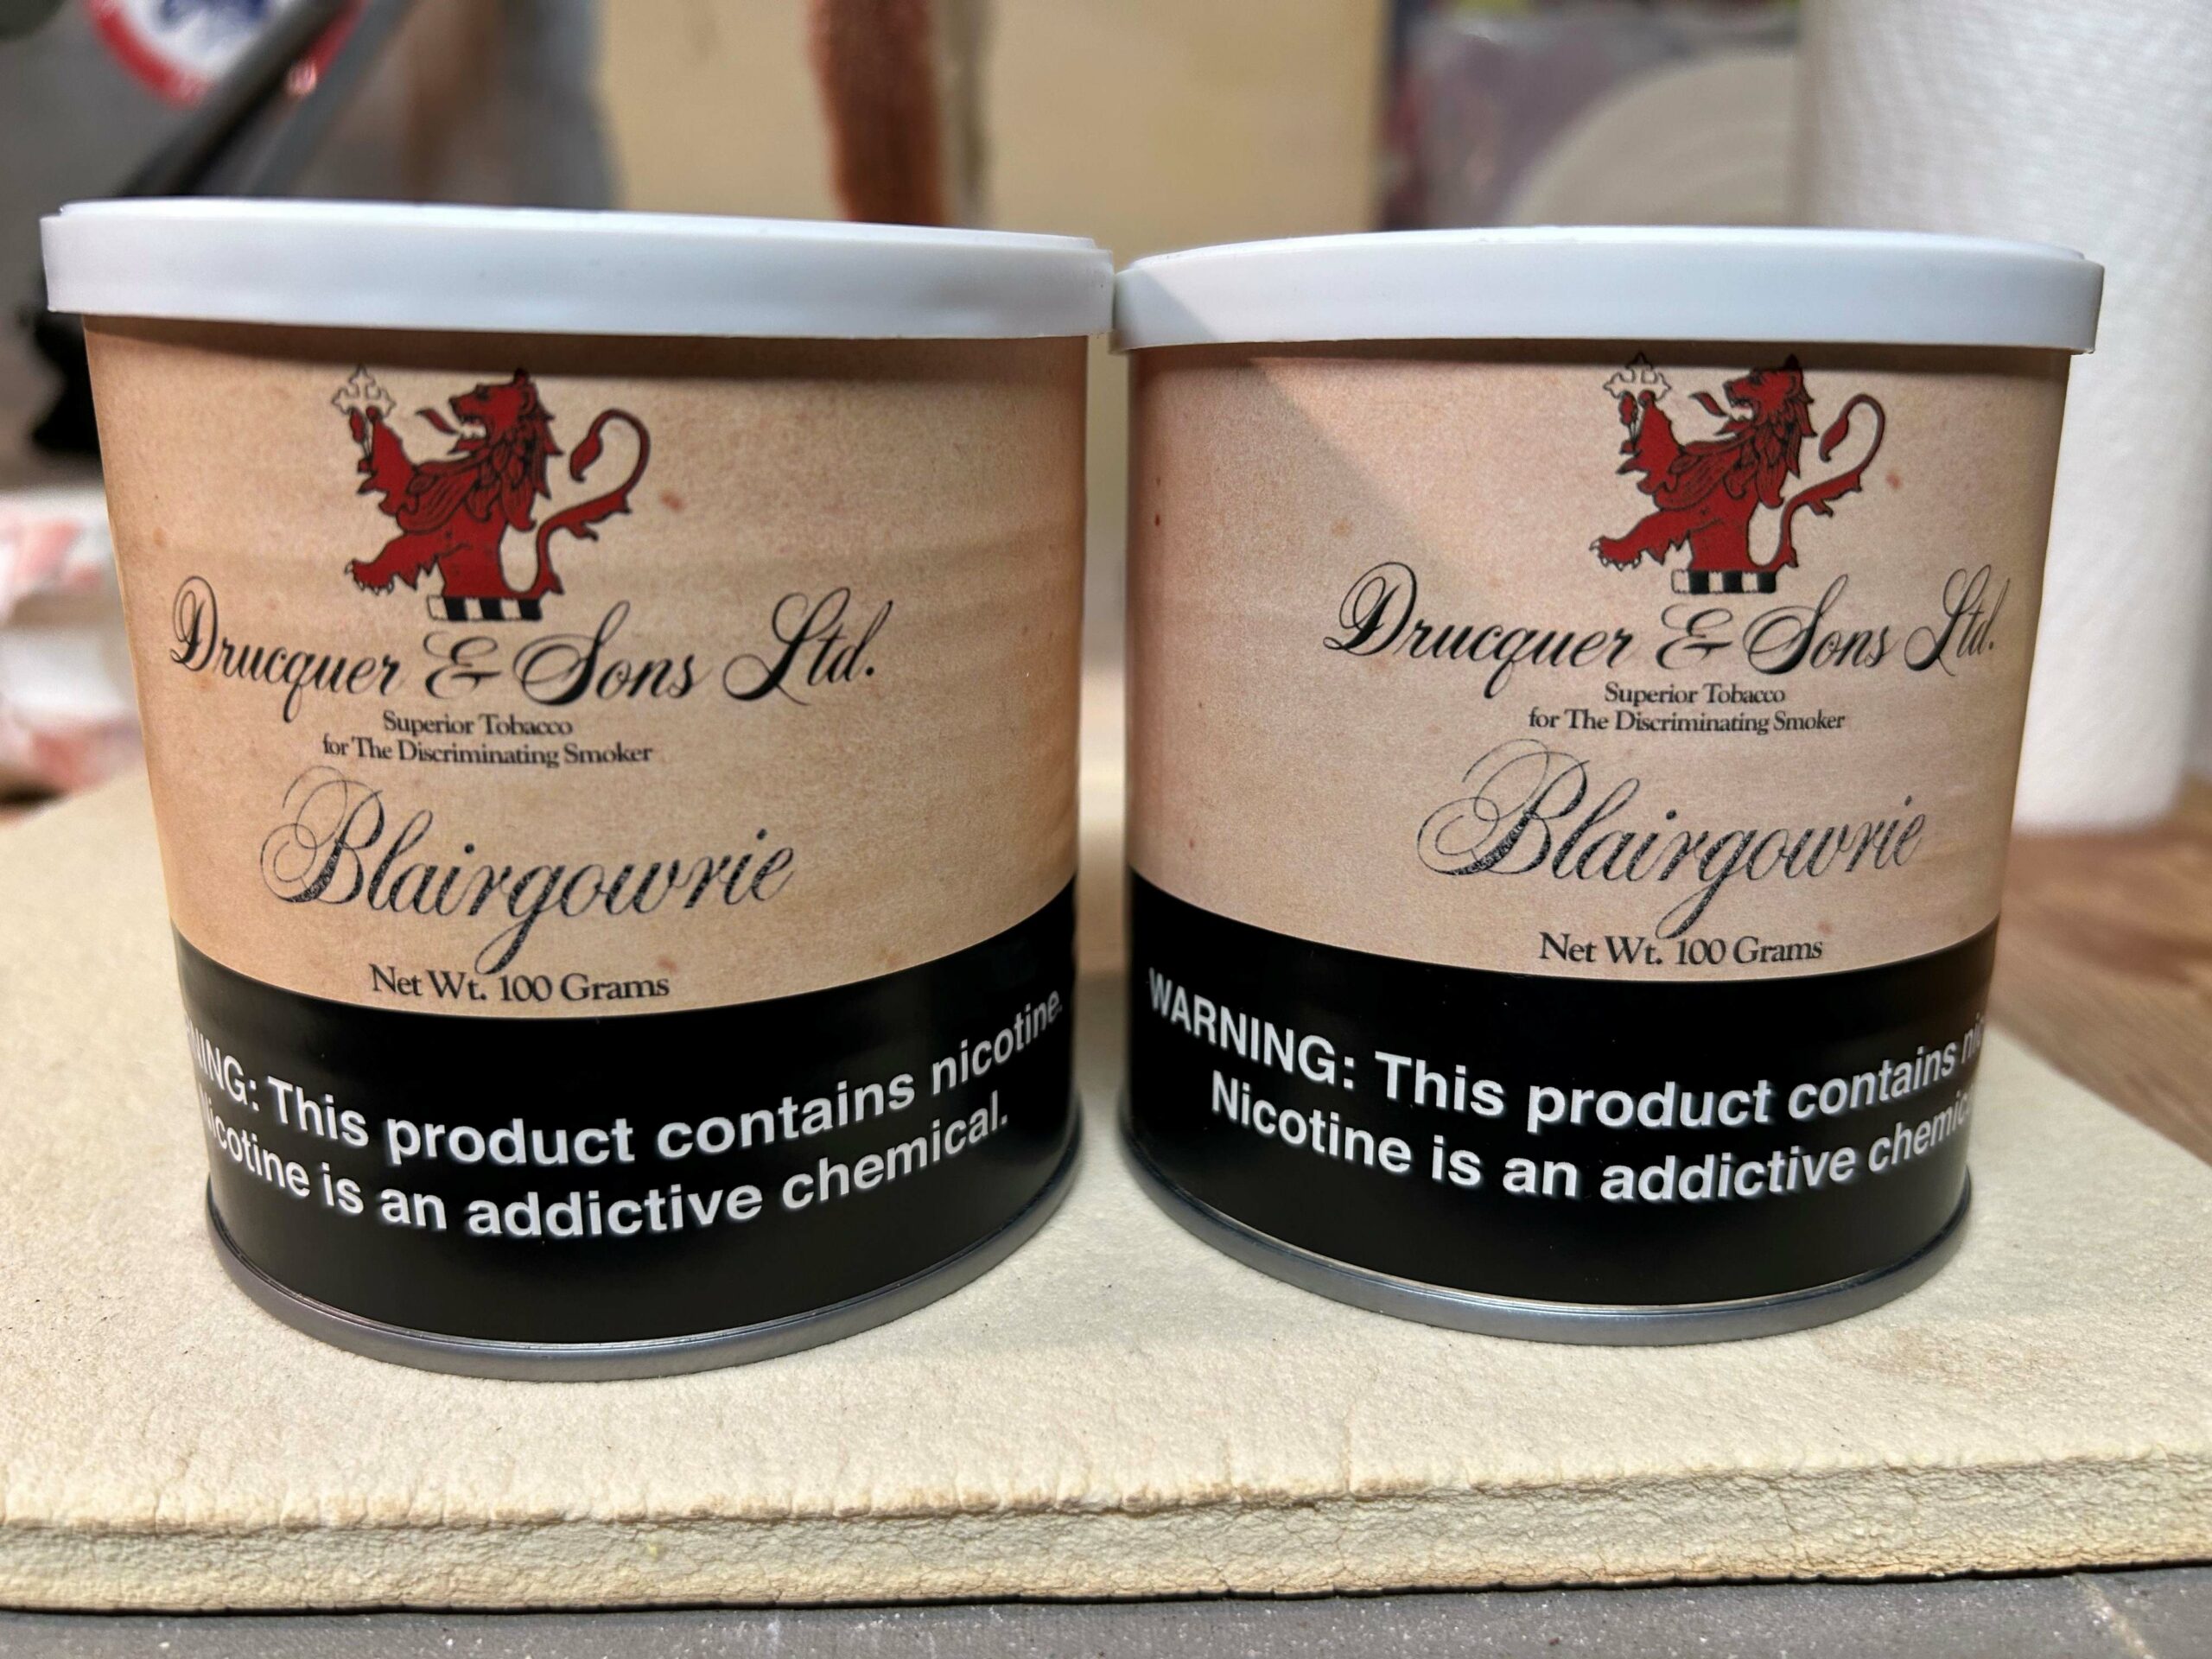 Drucquer & Sons Ltd.
Superior Tobacco
for The Discriminating Smoker
Blairgowrie
Net Wt. 100 Grams
This product contains nicotine.
is an addictive chemical.
Drucquer & Sons Ltd.
Superior Tobacco
for The Discriminating Smoker
Blairgowrie
Net Wt. 100 Grams
WARNING: This product contains
Nicotine is an addictive